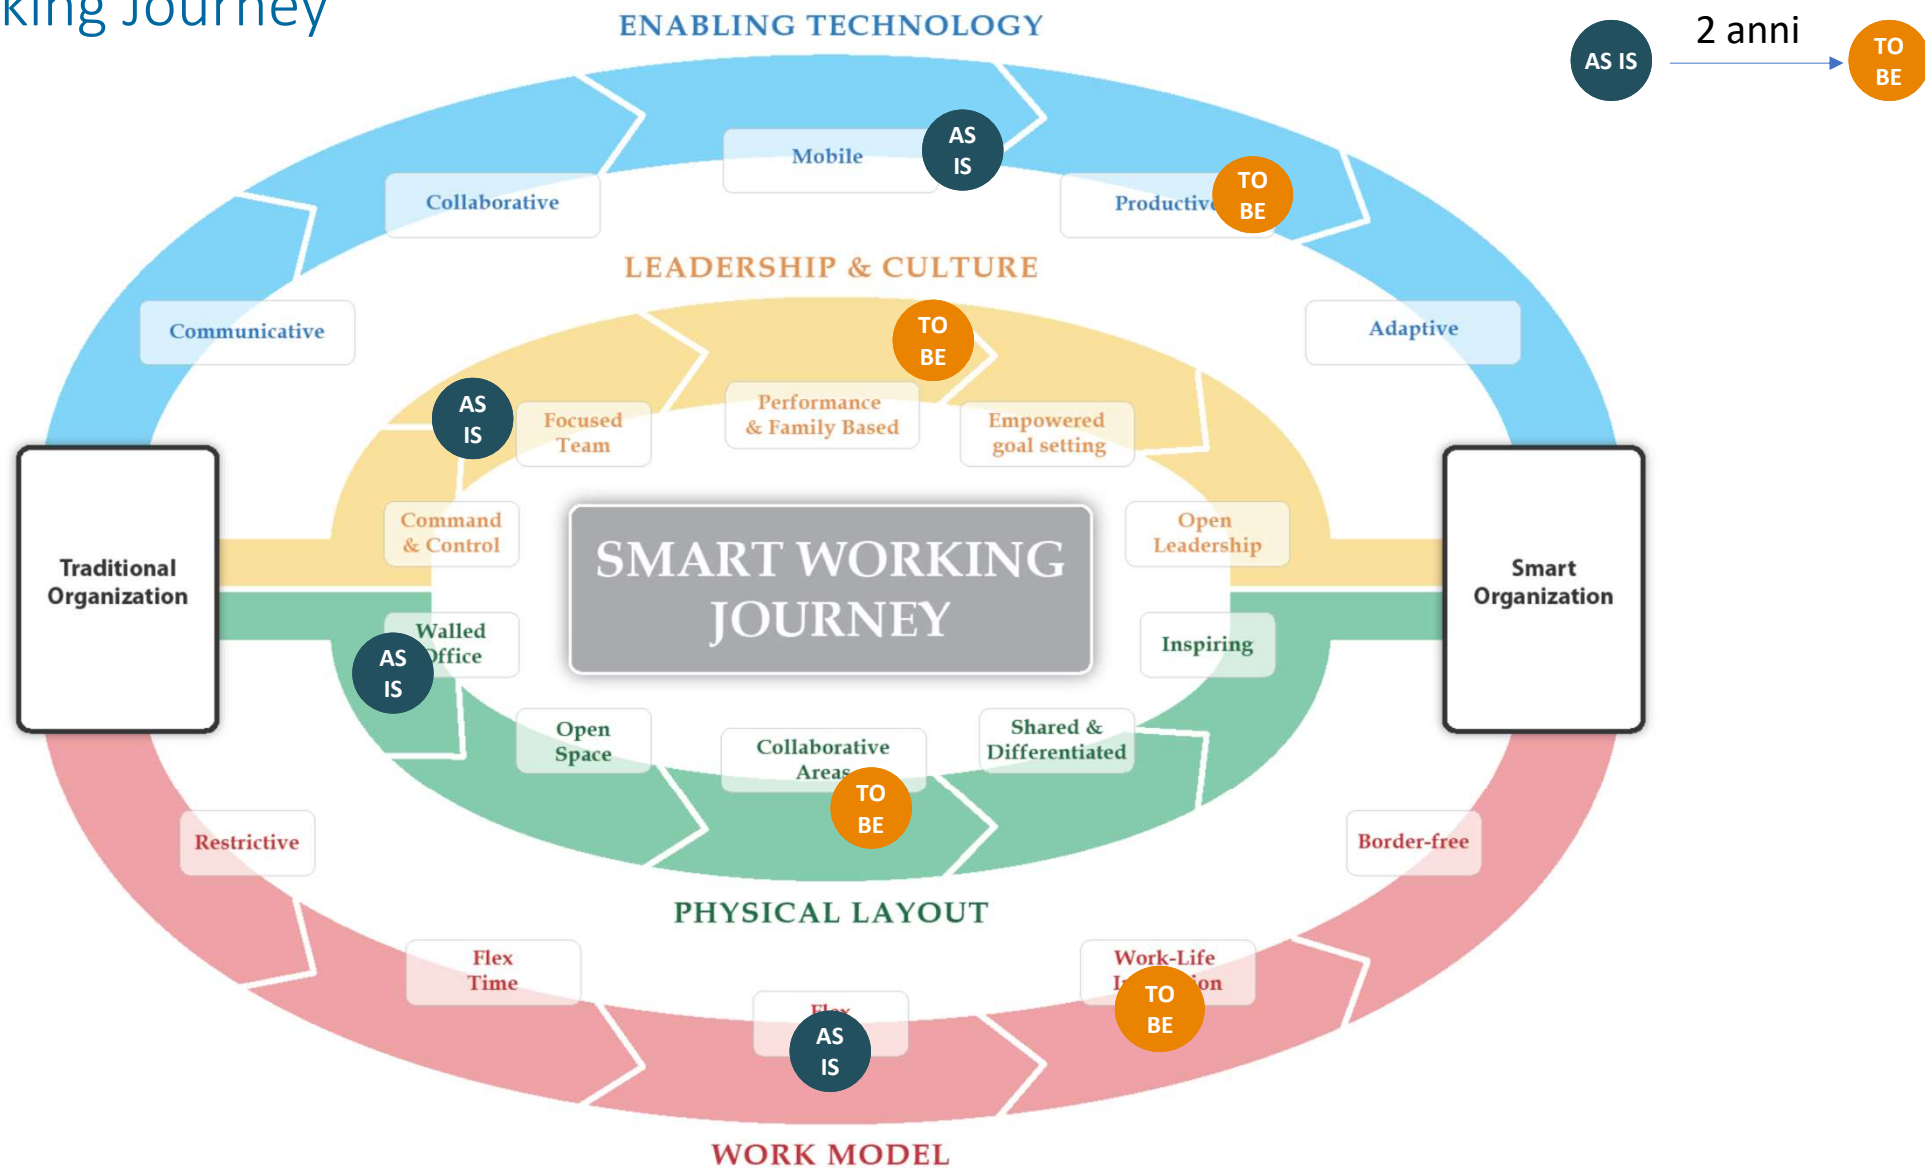 king Journey
ENABLING TECHNOLOGY
2 anni
AS IS
TO
BE
Mobile
AS
IS
Collaborative
Productive
TO
BE
LEADERSHIP & CULTURE
Communicative
Adaptive
TO
BE
AS
IS
Focused
Team
Performance
& Family Based
Empowered
goal setting
Command
& Control
Open
Leadership
SMART WORKING
JOURNEY
Traditional
Organization
Smart
Organization
Walled
Office
AS
IS
Inspiring
Open
Space
Collaborative
Areas
Shared &
Differentiated
TO
BE
Restrictive
Border-free
PHYSICAL LAYOUT
Flex
Time
Work-Life
TO
BE
Flex
AS
IS
WORK MODEL